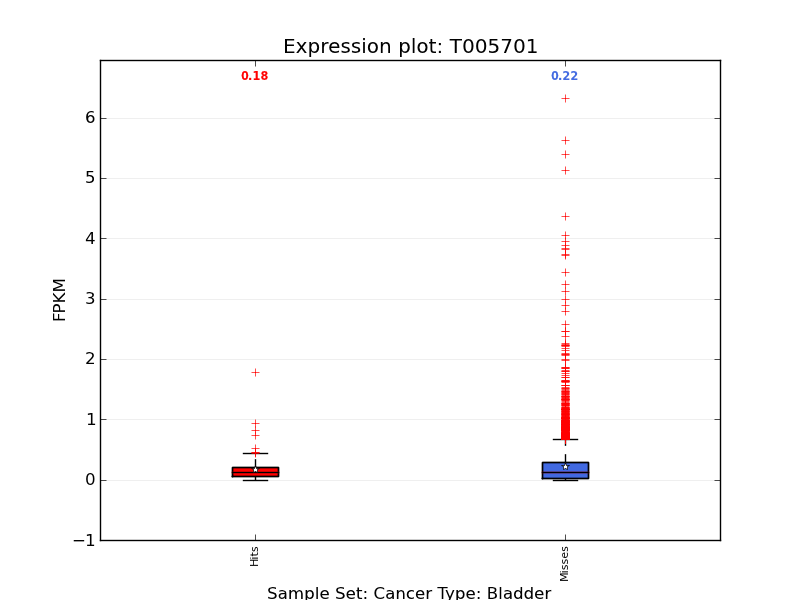 Expression plot: T005701
0.18 0.22
6
5
4
3
2
1
0
−1
FPKM
Hits Misses
Sample Set: Cancer Type: Bladder